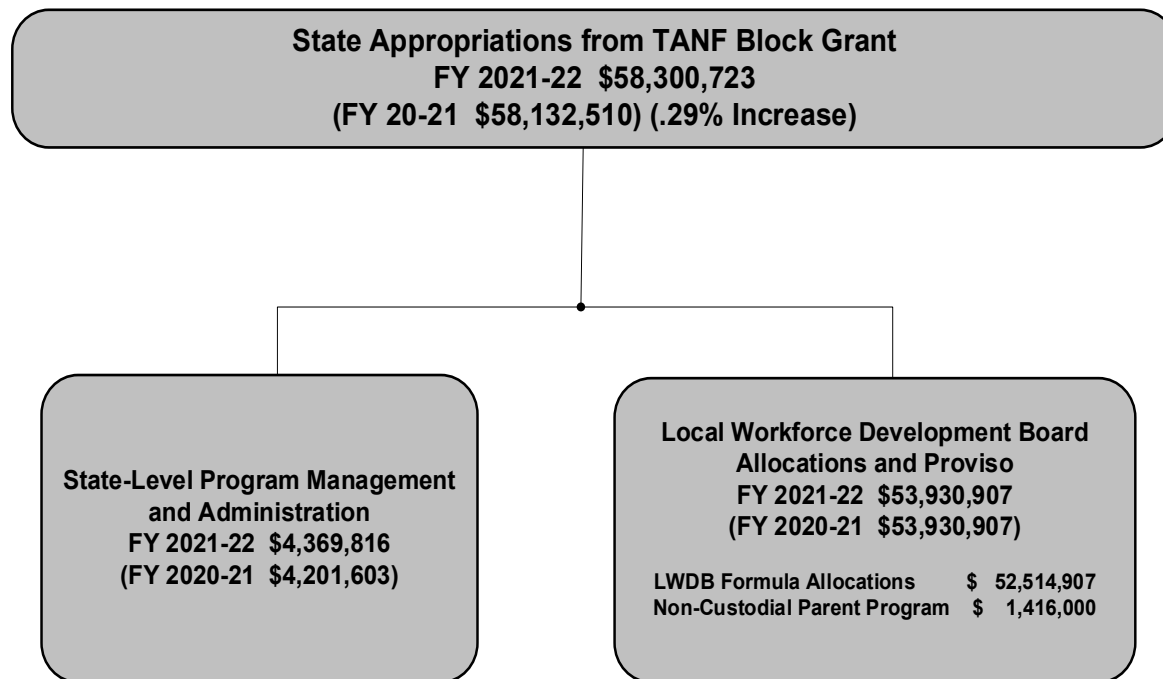 State Appropriations from TANF Block Grant
FY 2021-22 $58,300,723
(FY 20-21 $58,132,510) (.29% Increase)
State-Level Program Management
and Administration
FY 2021-22 $4,369,816
(FY 2020-21 $4,201,603)
Local Workforce Development Board
Allocations and Proviso
FY 2021-22 $53,930,907
(FY 2020-21 $53,930,907)
LWDB Formula Allocations $ 52,514,907
Non-Custodial Parent Program $ 1,416,000